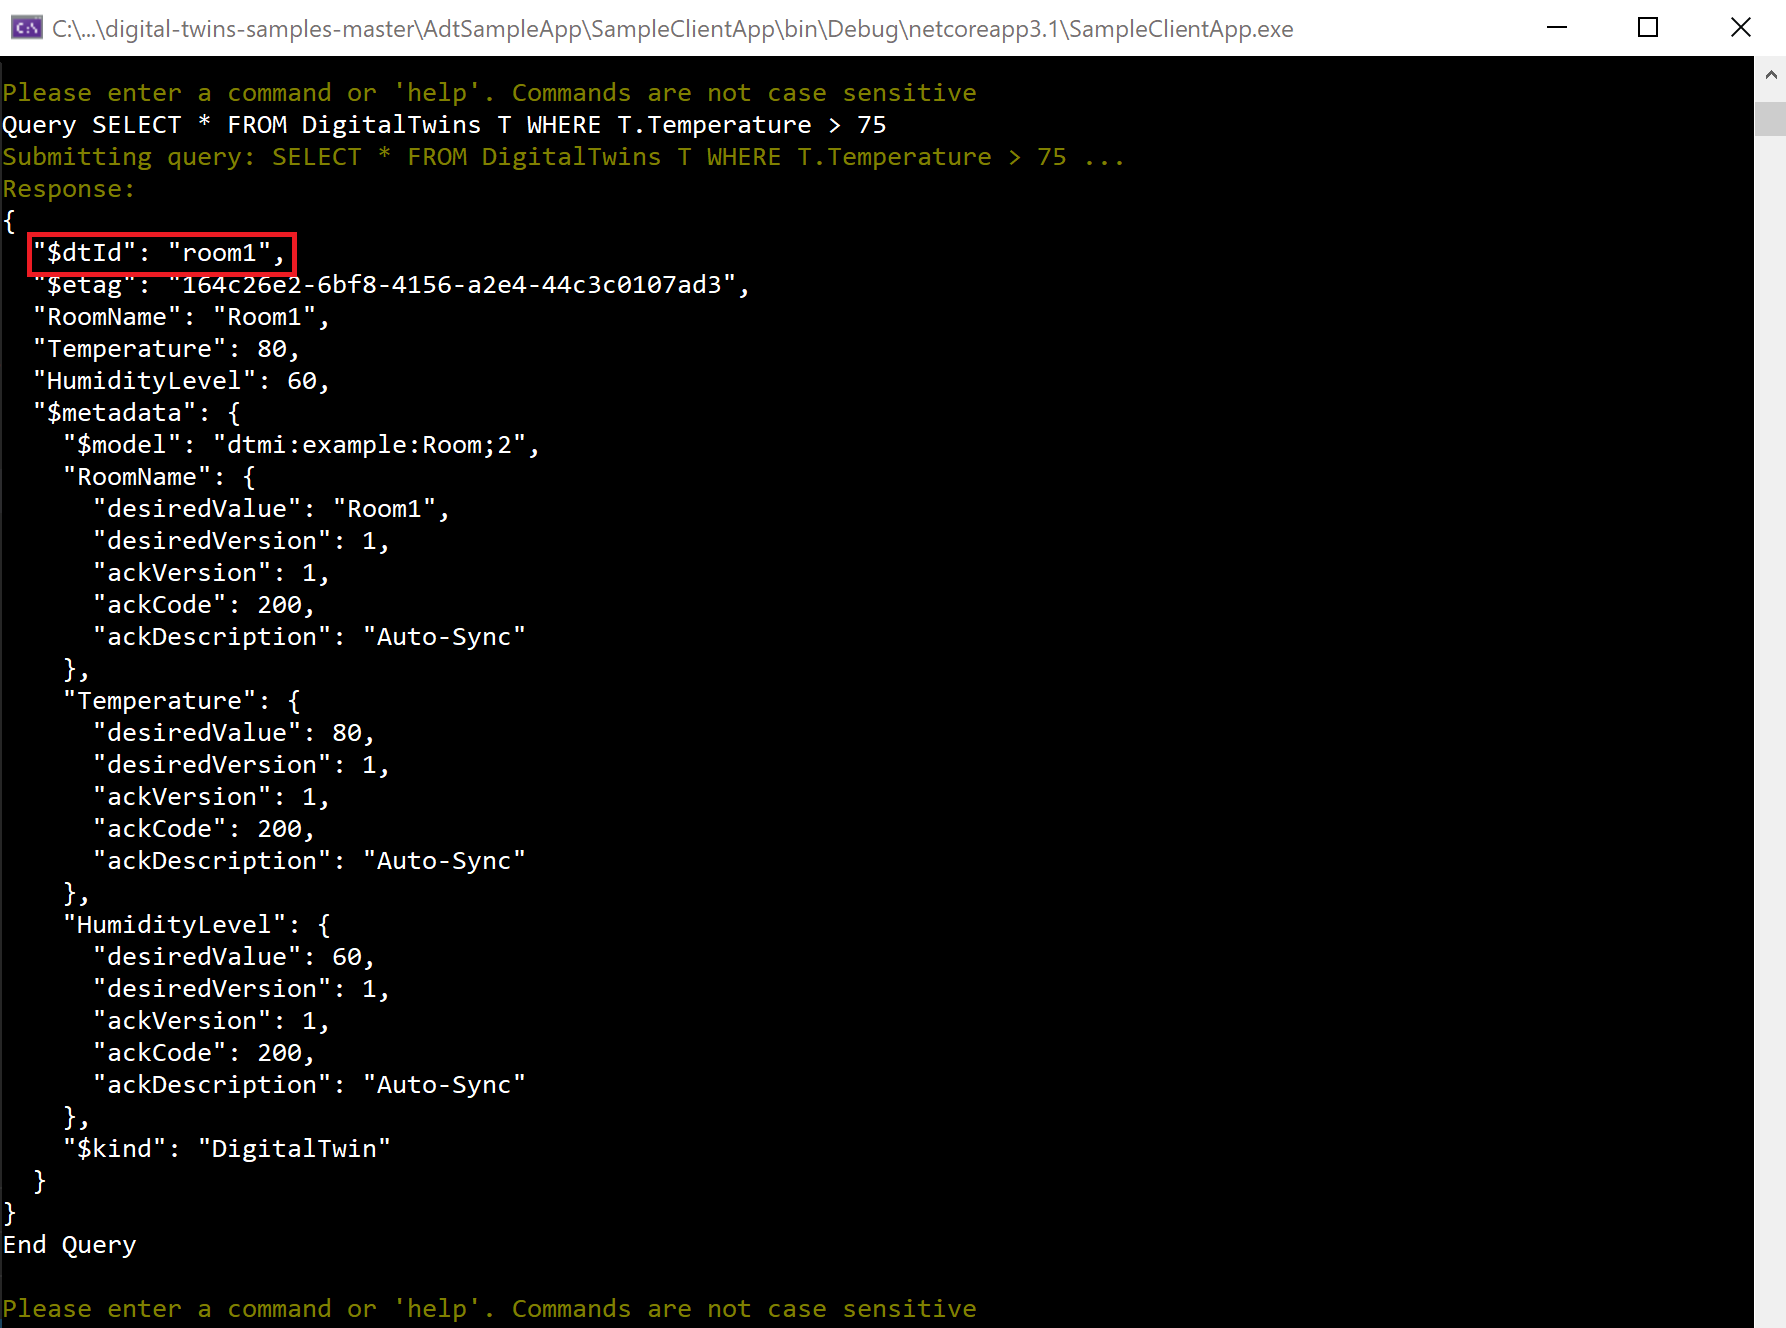 C:\...\digital-twins-samples-master\AdtSampleApp\SampleClientApp\bin\Debug\netcoreapp3.1\SampleClientApp.exe
Please enter a command or 'help'. Commands are not case sensitive
Query SELECT * FROM DigitalTwins T WHERE T.Temperature > 75
Submitting query: SELECT * FROM DigitalTwins T WHERE T.Temperature > 75 ...
Response:
{
  "$dtId": "room1",
  "$etag": "164c26e2-6bf8-4156-a2e4-44c3c0107ad3",
  "RoomName": "Room1",
  "Temperature": 80,
  "HumidityLevel": 60,
  "$metadata": {
    "$model": "dtmi:example:Room;2",
    "RoomName": {
      "desiredValue": "Room1",
      "desiredVersion": 1,
      "ackVersion": 1,
      "ackCode": 200,
      "ackDescription": "Auto-Sync"
    },
    "Temperature": {
      "desiredValue": 80,
      "desiredVersion": 1,
      "ackVersion": 1,
      "ackCode": 200,
      "ackDescription": "Auto-Sync"
    },
    "HumidityLevel": {
      "desiredValue": 60,
      "desiredVersion": 1,
      "ackVersion": 1,
      "ackCode": 200,
      "ackDescription": "Auto-Sync"
    },
    "$kind": "DigitalTwin"
  }
}
End Query
Please enter a command or 'help'. Commands are not case sensitive